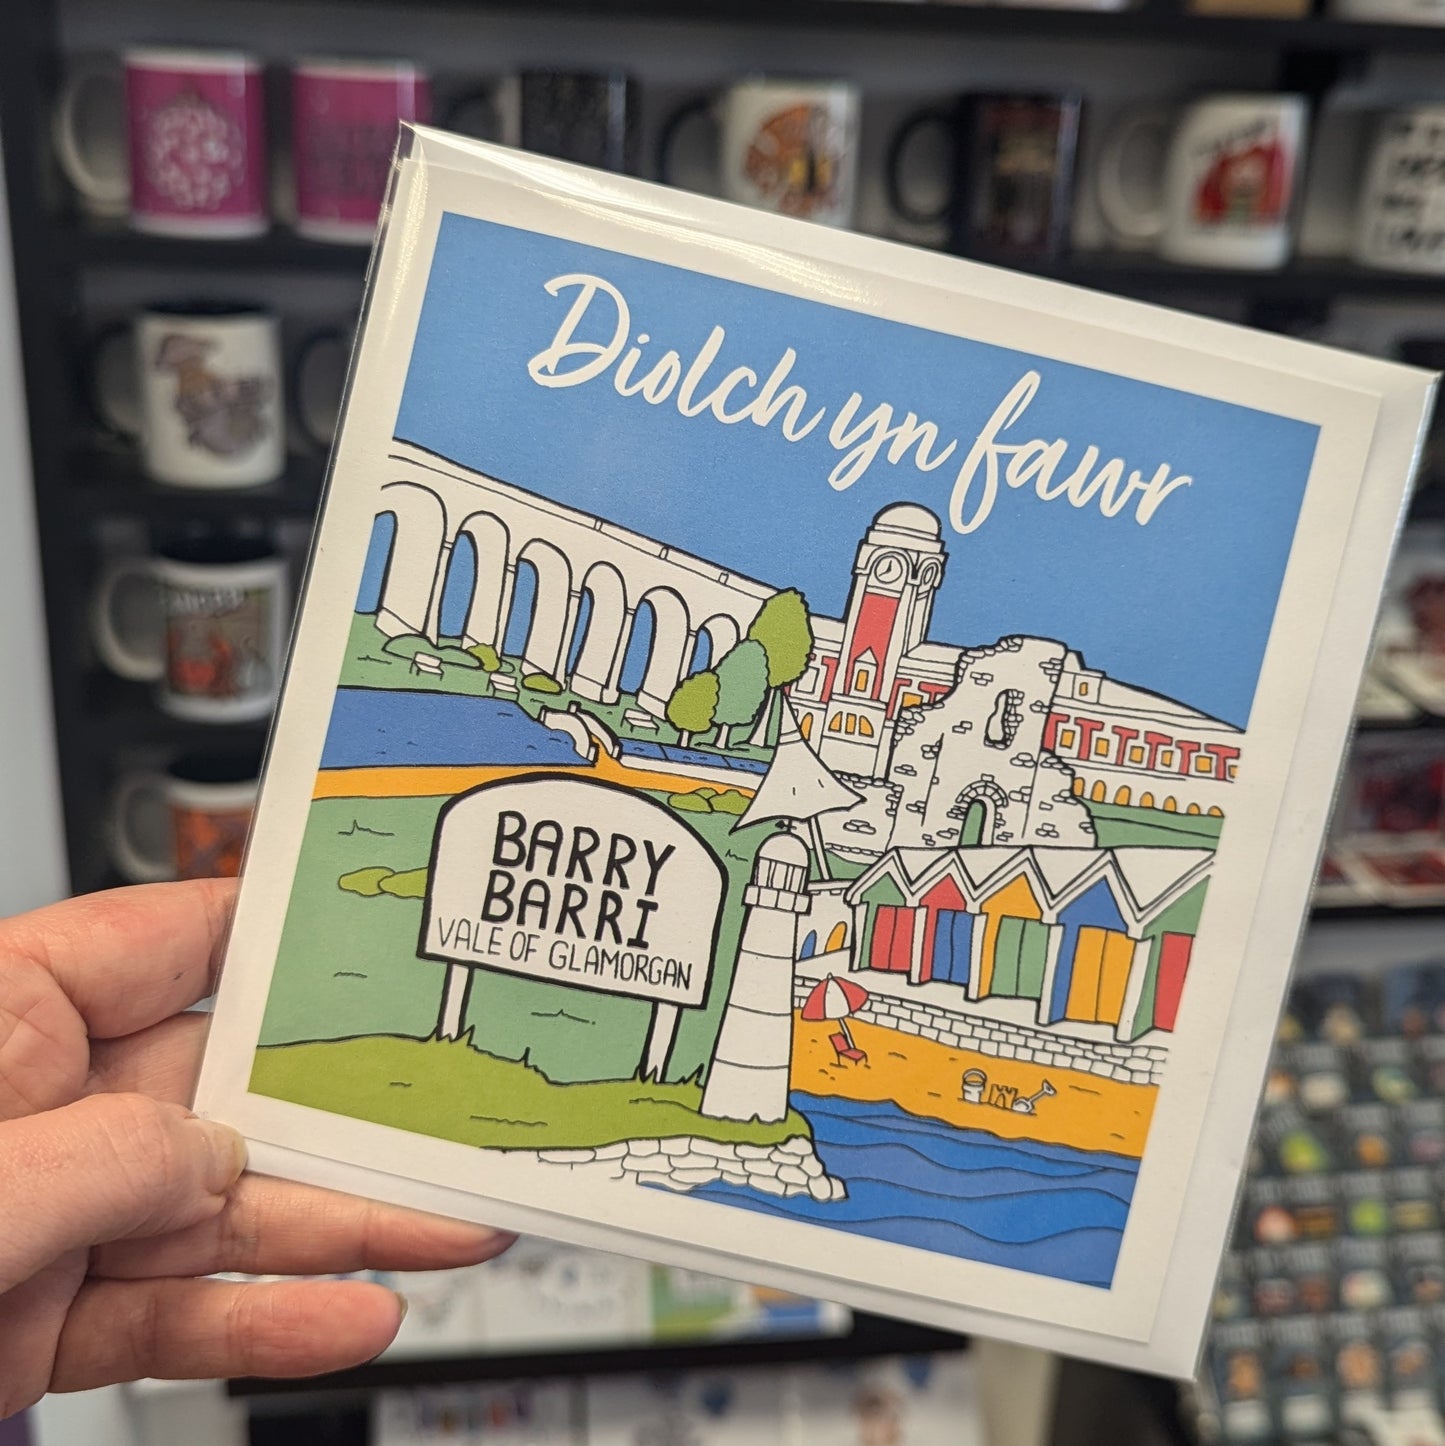 Diolch yn fawr
BARRY
BARRI
VALE OF GLAMORGAN